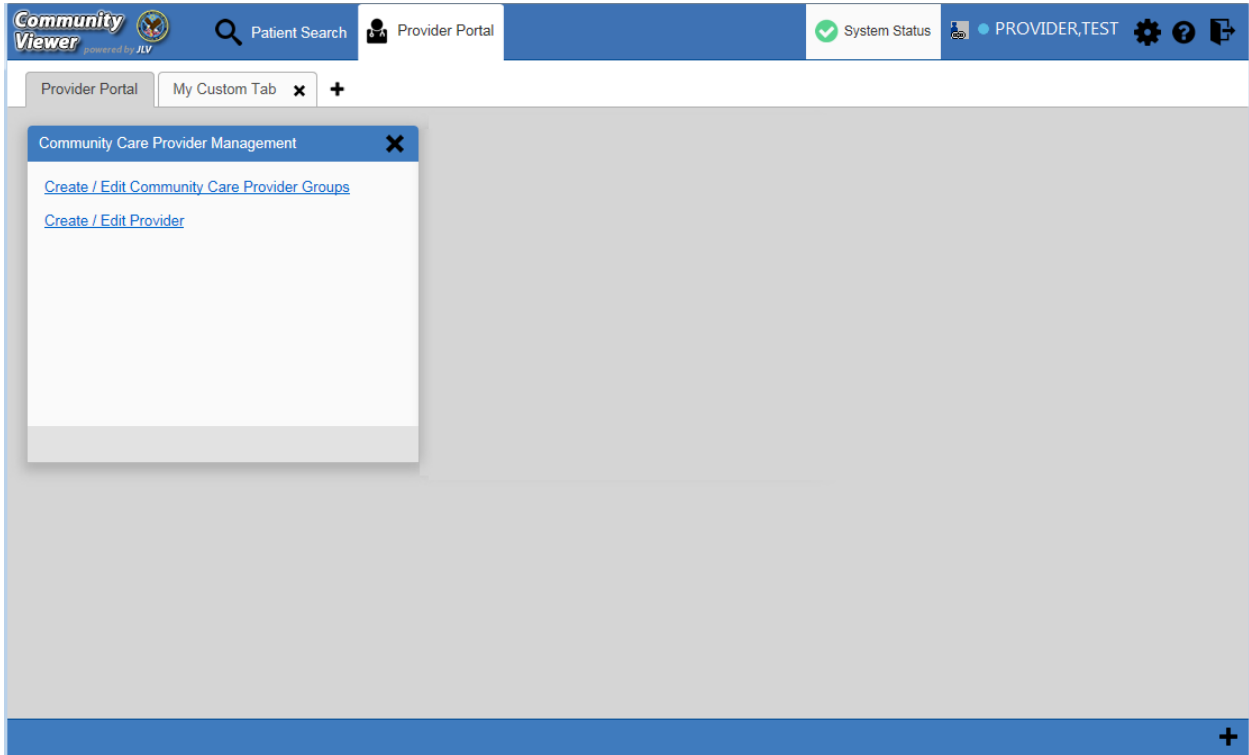 Community
Viewer powered by JLV
Patient Search
Provider Portal
System Status
PROVIDER,TEST
Provider Portal
My Custom Tab
Community Care Provider Management
Create / Edit Community Care Provider Groups
Create / Edit Provider